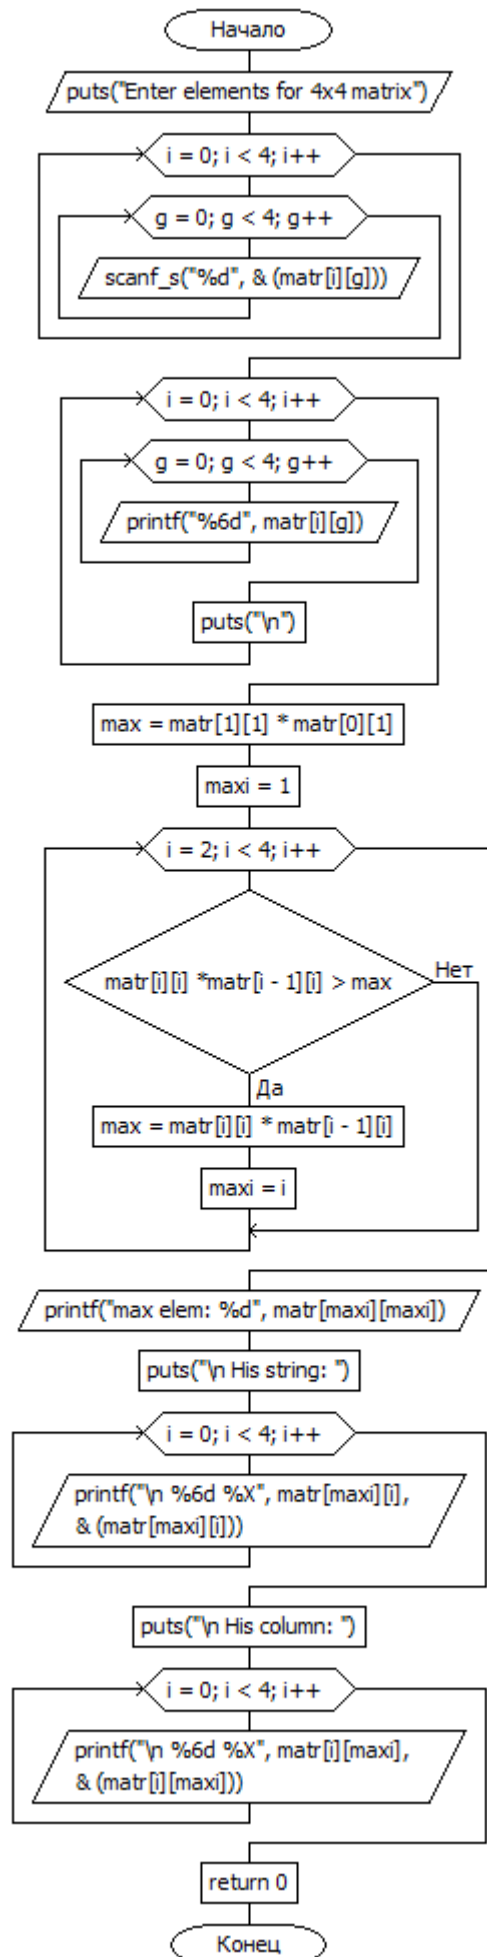 Начало
puts("Enter elements for 4x4 matrix")
i = 0; i < 4; i++
g = 0; g < 4; g++
scanf_s("%d", & (matr[i][g]))
i = 0; i < 4; i++
g = 0; g < 4; g++
printf("%6d", matr[i][g])
puts("\n")
max = matr[1][1] * matr[0][1]
maxi = 1
i = 2; i < 4; i++
matr[i][i] *matr[i - 1][i] > max
Нет
Да
max = matr[i][i] * matr[i - 1][i]
maxi = i
printf("max elem: %d", matr[maxi][maxi])
puts("\n His string: ")
i = 0; i < 4; i++
printf("\n %6d %X", matr[maxi][i],
& (matr[maxi][i]))
puts("\n His column: ")
i = 0; i < 4; i++
printf("\n %6d %X", matr[i][maxi],
& (matr[i][maxi]))
return 0
Конец